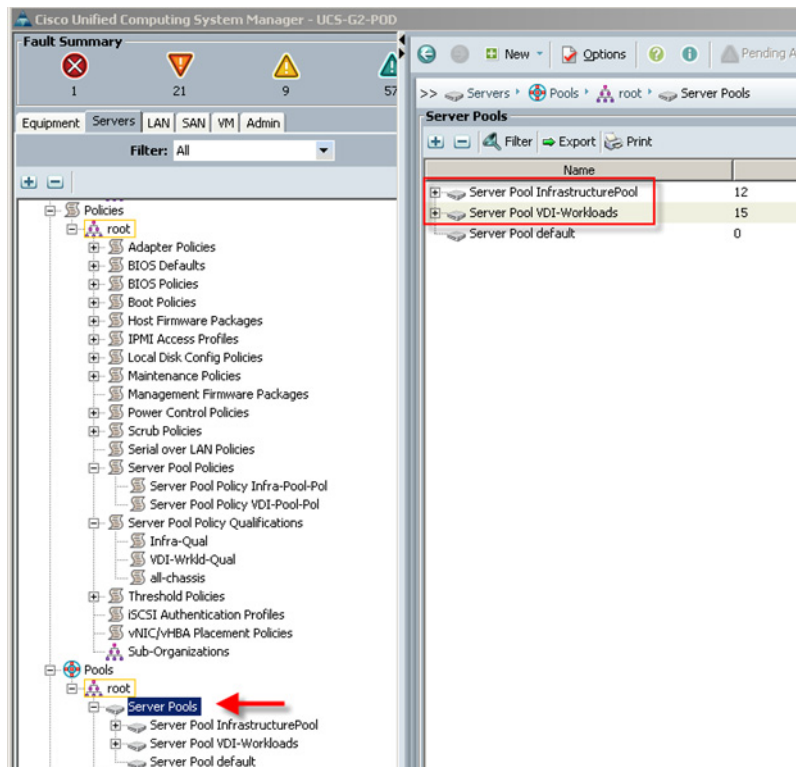 Cisco Unified Computing System Manager - UCS-G2-POD
Fault Summary
1 21 9 57
Equipment Servers LAN SAN VM Admin
Filter: All
Policies
root
Adapter Policies
BIOS Defaults
BIOS Policies
Boot Policies
Host Firmware Packages
IPMI Access Profiles
Local Disk Config Policies
Maintenance Policies
Management Firmware Packages
Power Control Policies
Scrub Policies
Serial over LAN Policies
Server Pool Policies
Server Pool Policy Infra-Pool-Pol
Server Pool Policy VDI-Pool-Pol
Server Pool Policy Qualifications
Infra-Qual
VDI-Wrkld-Qual
all-chassis
Threshold Policies
iSCSI Authentication Profiles
vNIC/vHBA Placement Policies
Sub-Organizations
Pools
root
Server Pools
Server Pool InfrastructurePool
Server Pool VDI-Workloads
Server Pool default
New Options Pending A
>> Servers Pools root Server Pools
Server Pools
Filter Export Print
Name
Server Pool InfrastructurePool 12
Server Pool VDI-Workloads 15
Server Pool default 0